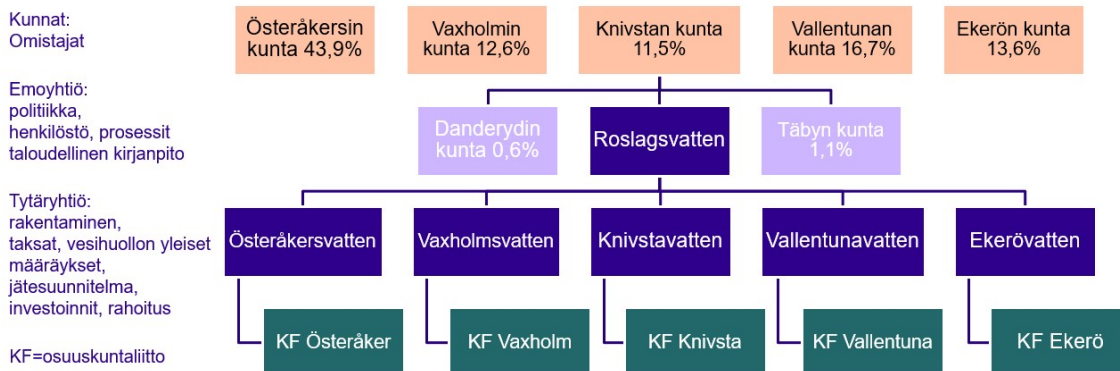 Kunnat:
Omistajat
Österåkersin
kunta 43,9%
Vaxholmin
kunta 12,6%
Knivstan kunta
11,5%
Vallentunan
kunta 16,7%
Ekerön kunta
13,6%
Emoyhtiö:
politiikka,
henkilöstö, prosessit
taloudellinen kirjanpito
Danderydin
kunta 0,6%
Roslagsvatten
Täbyn kunta
1,1%
Tytäryhtiö:
rakentaminen,
taksat, vesihuollon yleiset
määräykset,
jätesuunnitelma,
investoinnit, rahoitus
Österåkersvatten
Vaxholmsvatten
Knivstavatten
Vallentunavatten
Ekerövatten
KF Österåker
KF Vaxholm
KF Knivsta
KF Vallentuna
KF Ekerö
KF=osuuskuntaliitto